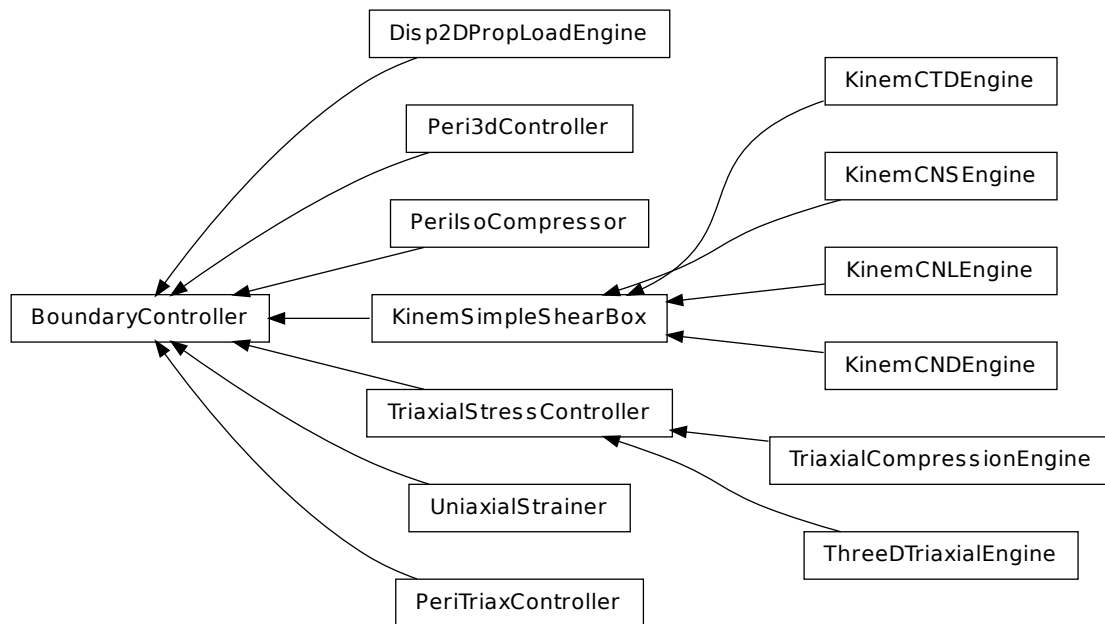 Disp2DPropLoadEngine
KinemCTDEngine
Peri3dController
KinemCNSEngine
PeriIsoCompressor
KinemCNLEngine
BoundaryController
KinemSimpleShearBox
KinemCNDEngine
TriaxialStressController
TriaxialCompressionEngine
UniaxialStrainer
ThreeDTriaxialEngine
PeriTriaxController